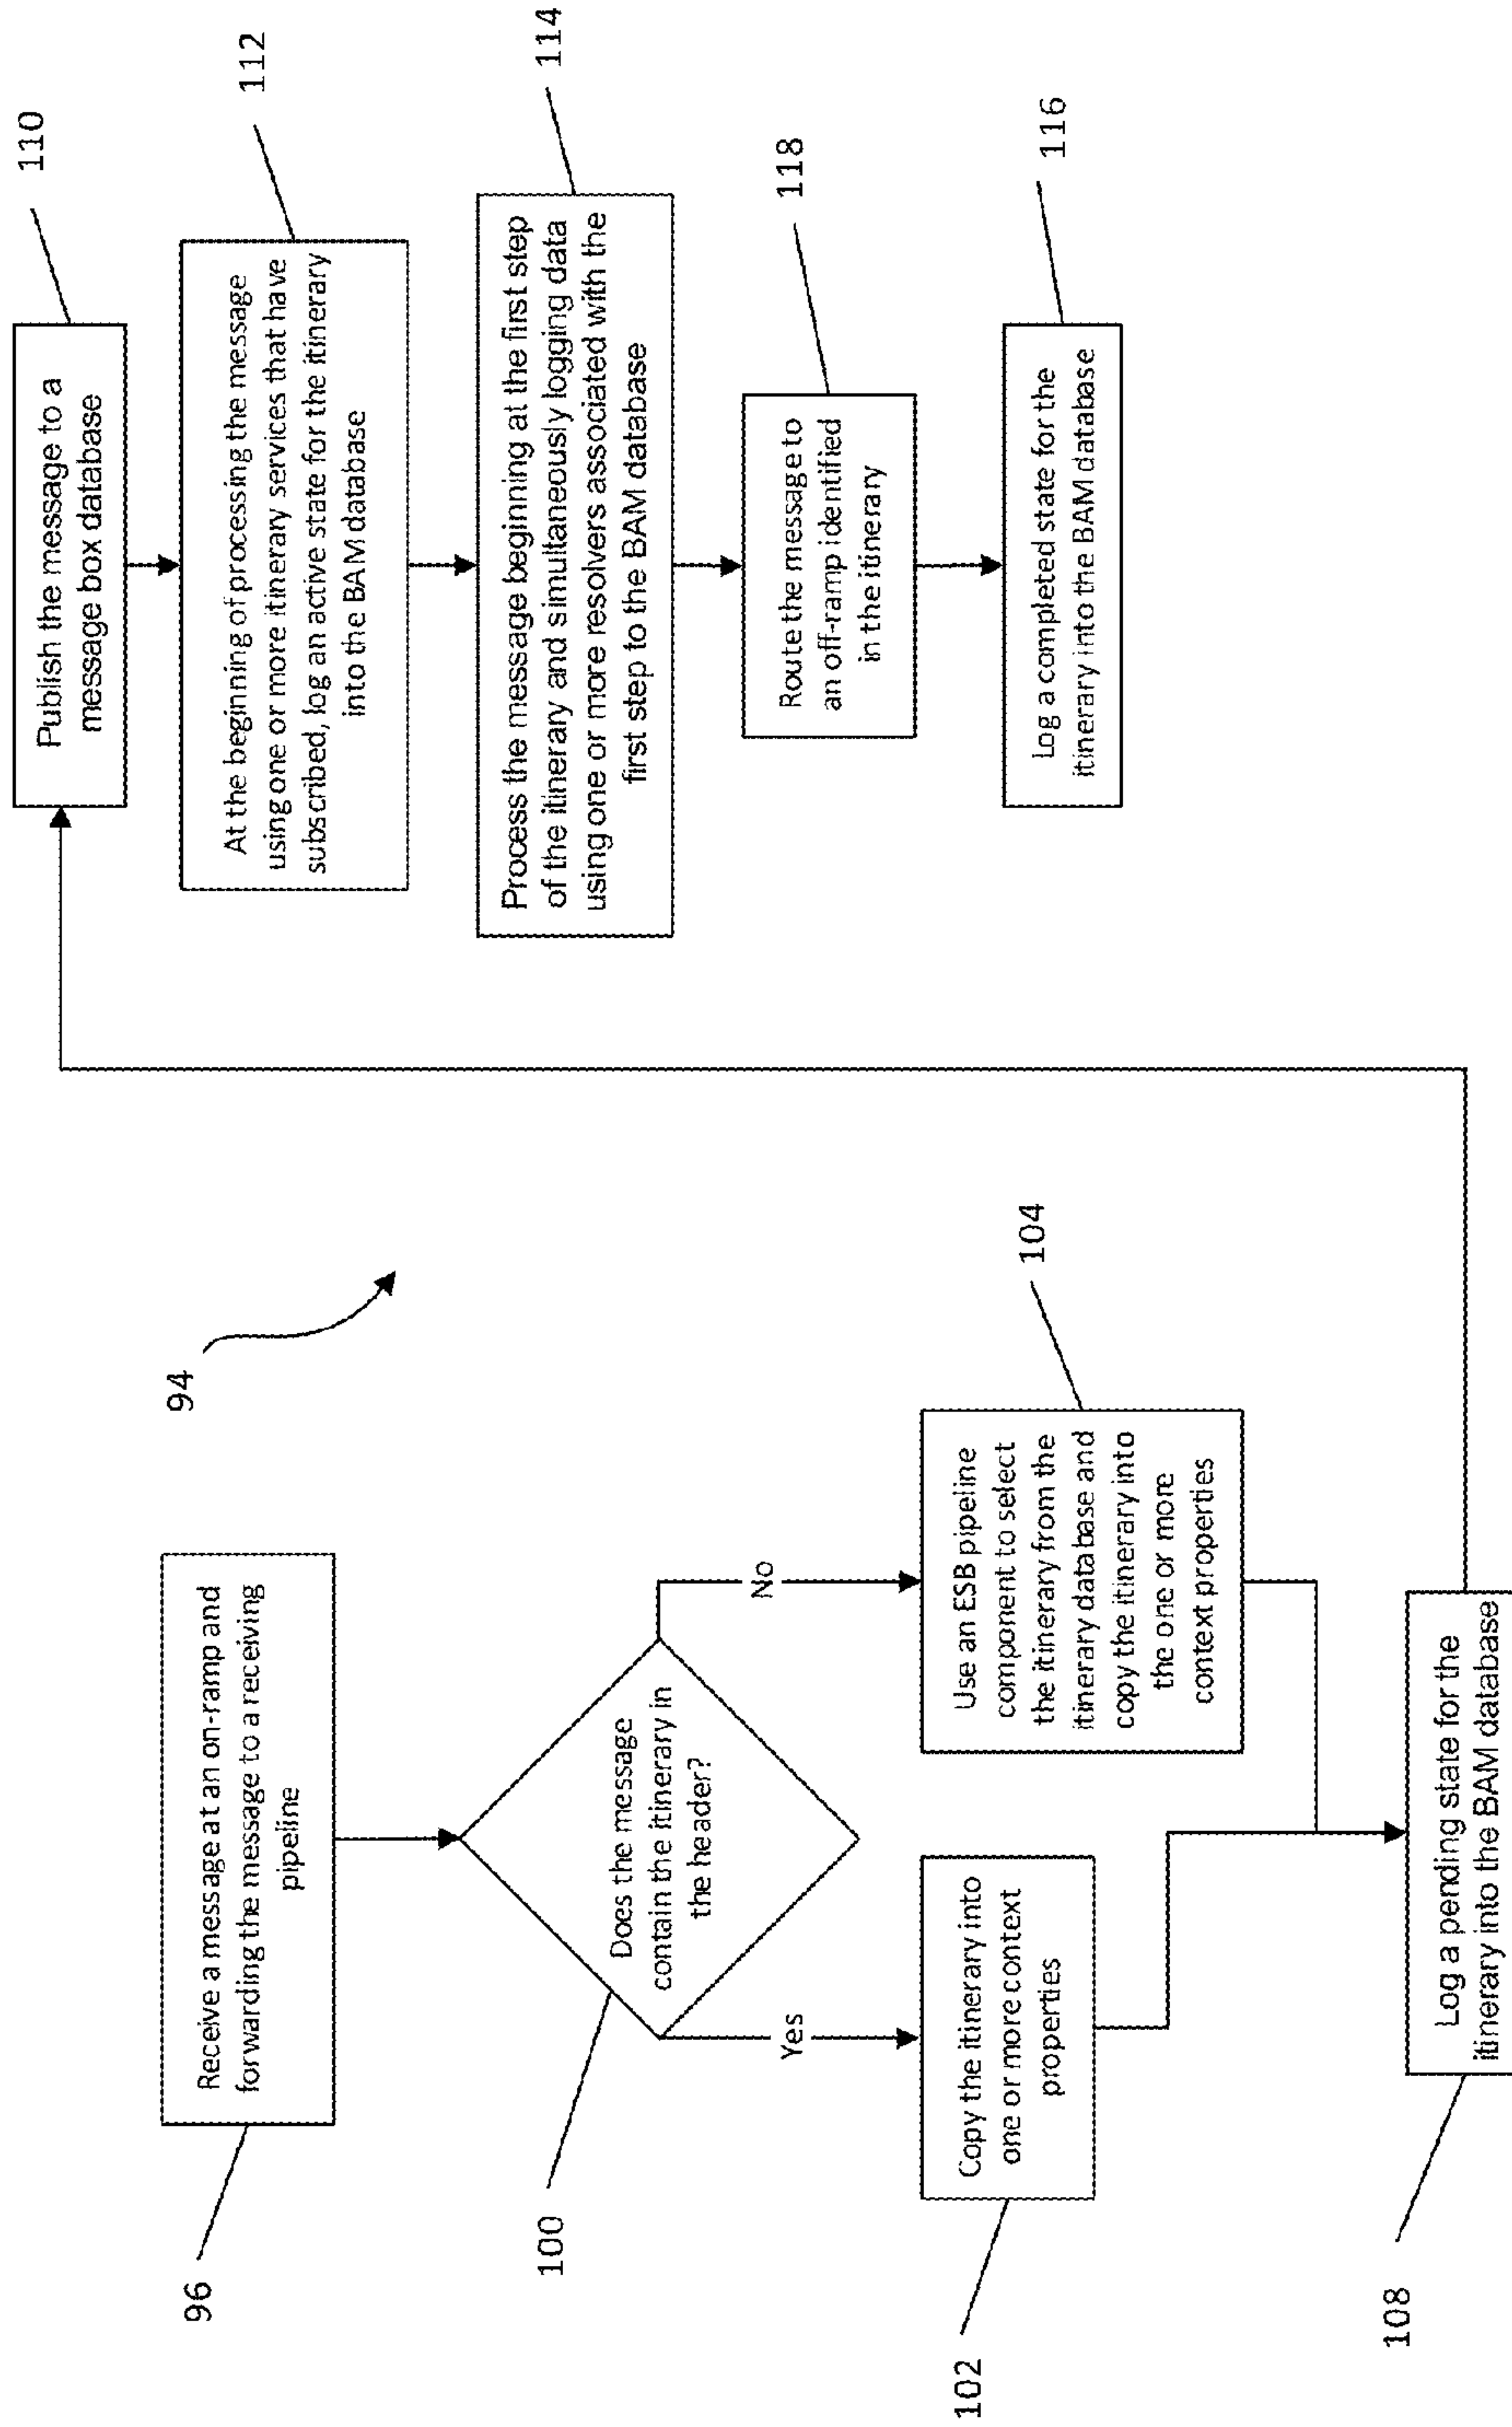 94
96
Receive a message at an on-ramp and
forwarding the message to a receiving
pipeline
100
Does the message
contain the itinerary in
the header?
Yes
No
102
Copy the itinerary into
one or more context
properties
104
Use an ESB pipeline
component to select
the itinerary from the
itinerary database and
copy the itinerary into
the one or more
context properties
108
Log a pending state for the
itinerary into the BAM database
110
Publish the message to a
message box database
112
At the beginning of processing the message
using one or more itinerary services that have
subscribed, log an active state for the itinerary
into the BAM database
114
Process the message beginning at the first step
of the itinerary and simultaneously logging data
using one or more resolvers associated with the
first step to the BAM database
118
Route the message to
an off-ramp identified
in the itinerary
116
Log a completed state for the
itinerary into the BAM database